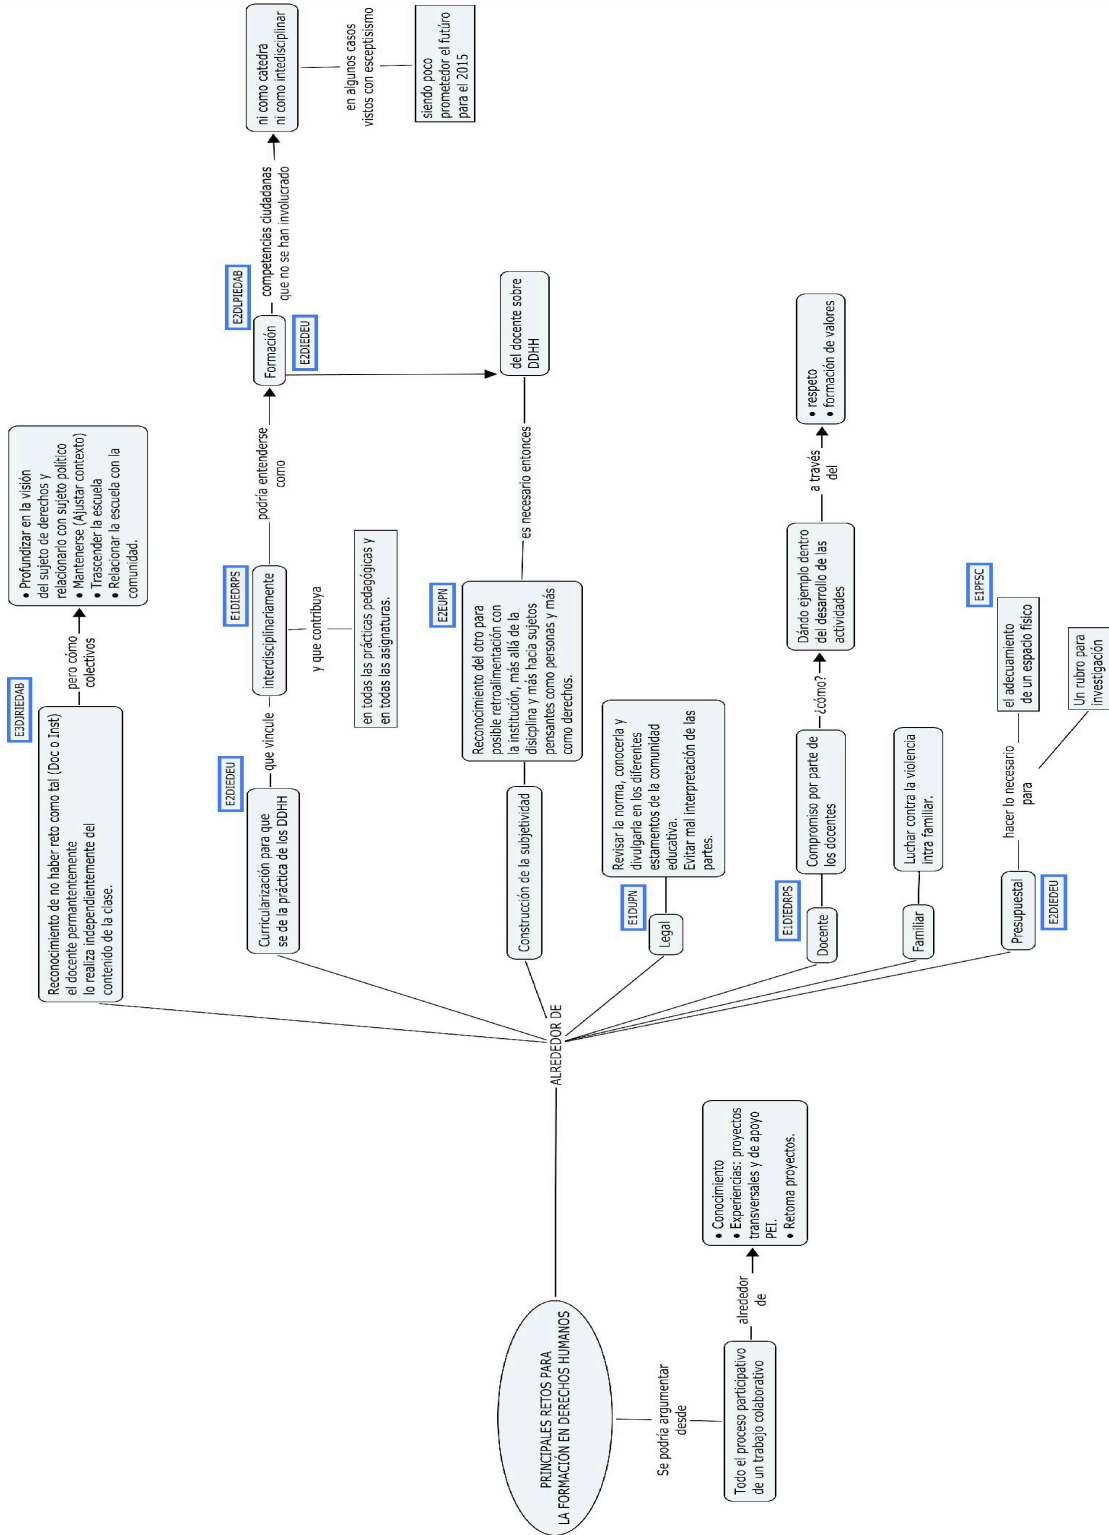 PRINCIPALES RETOS PARA
LA FORMACIÓN EN DERECHOS HUMANOS
Se podría argumentar
desde
Todo el proceso participativo
de un trabajo colaborativo
alrededor
de
• Conocimiento
• Experiencias: proyectos
transversales y de apoyo
PEI.
• Retoma proyectos.
ALREDEDOR DE
E3DJRIEDAB
Reconocimiento de no haber reto como tal (Doc o Inst)
el docente permantentemente
lo realiza independientemente del
contenido de la clase.
pero cómo
colectivos
• Profundizar en la visión
del sujeto de derechos y
relacionario con sujeto político
• Mantenerse (Ajustar contexto)
• Trascender la escuela
• Relacionar la escuela con la
comunidad.
E2DIEDEU
Curricularización para que
se de la práctica de los DDHH
que vincule
E1DIEDRPS
interdisciplinariamente
y que contribuya
en todas las prácticas pedagógicas y
en todas las asignaturas.
podría entenderse
como
E2DLPIEDAB
Formación
E2DIEDEU
competencias ciudadanas
que no se han involucrado
ni como catedra
ni como intedisciplinar
en algunos casos
vistos con esceptisismo
siendo poco
prometedor el futúro
para el 2015
del docente sobre
DDHH
es necesario entonces
E2EUPN
Reconocimiento del otro para
posible retroalimentación con
la institución, más allá de la
disicplina y más hacia sujetos
pensantes como personas y más
como derechos.
Construcción de la subjetividad
E1DUPN
Legal
Revisar la norma, conocerla y
divulgarla en los diferentes
estamentos de la comunidad
educativa.
Evitar mal interpretación de las
partes.
E1DIEDRPS
Docente
Compromiso por parte de
los docentes
¿cómo?
Dándo ejemplo dentro
del desarrollo de las
actividades
a través
del
• respeto
• formación de valores
Familiar
Luchar contra la violencia
intra familiar.
Presupuestal
E2DIEDEU
hacer lo necesario
para
E1PFSC
el adecuamiento
de un espacio físico
Un rubro para
investigación